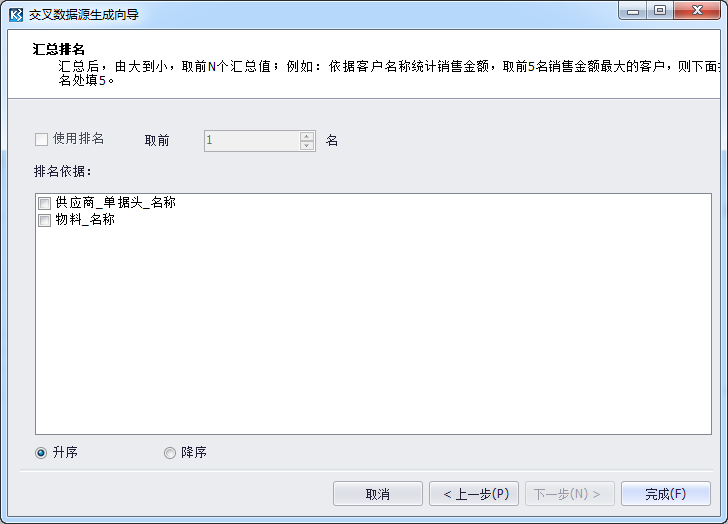 交叉数据源生成向导
汇总排名
汇总后，由大到小，取前N个汇总值；例如：依据客户名称统计销售金额，取前5名销售金额最大的客户，则下面
名处填5。
使用排名 取前 1 名
排名依据：
供应商_单据头_名称
物料_名称
升序 降序
取消 < 上一步(P) 下一步(N) > 完成(F)